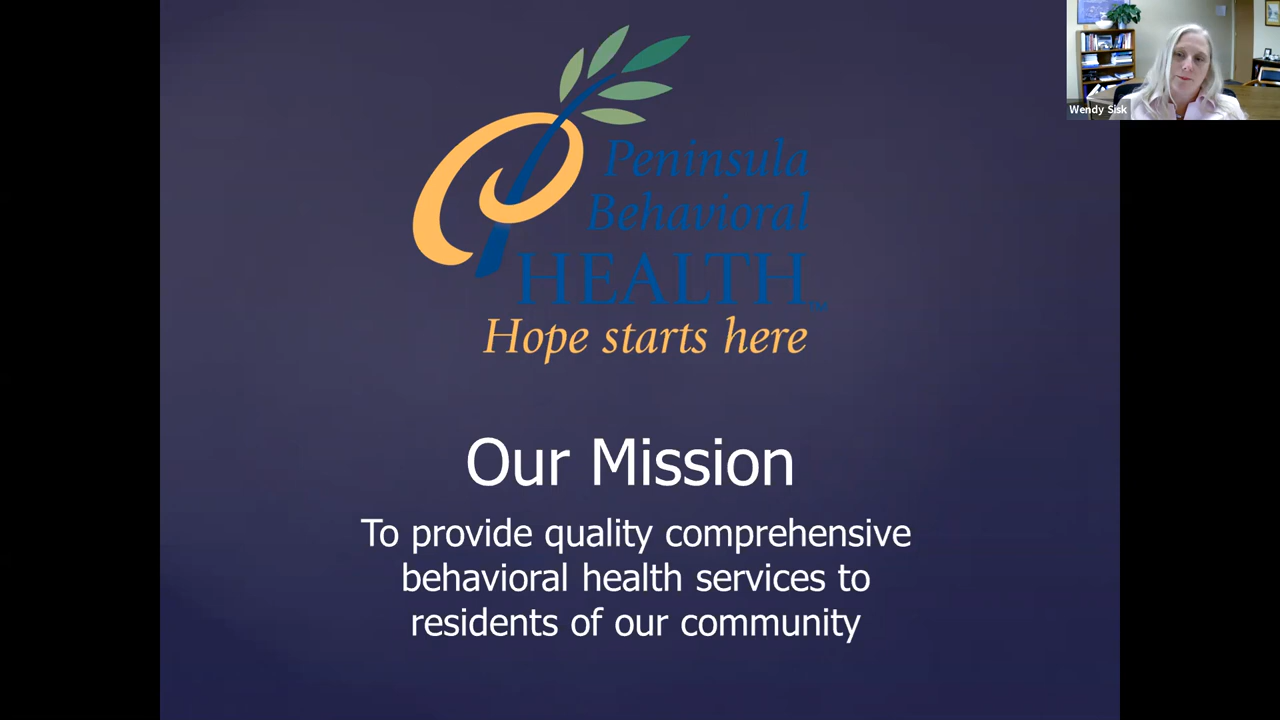 Peninsula
Behavioral
HEALTH™
Hope starts here
Our Mission
To provide quality comprehensive
behavioral health services to
residents of our community
Wendy Sisk